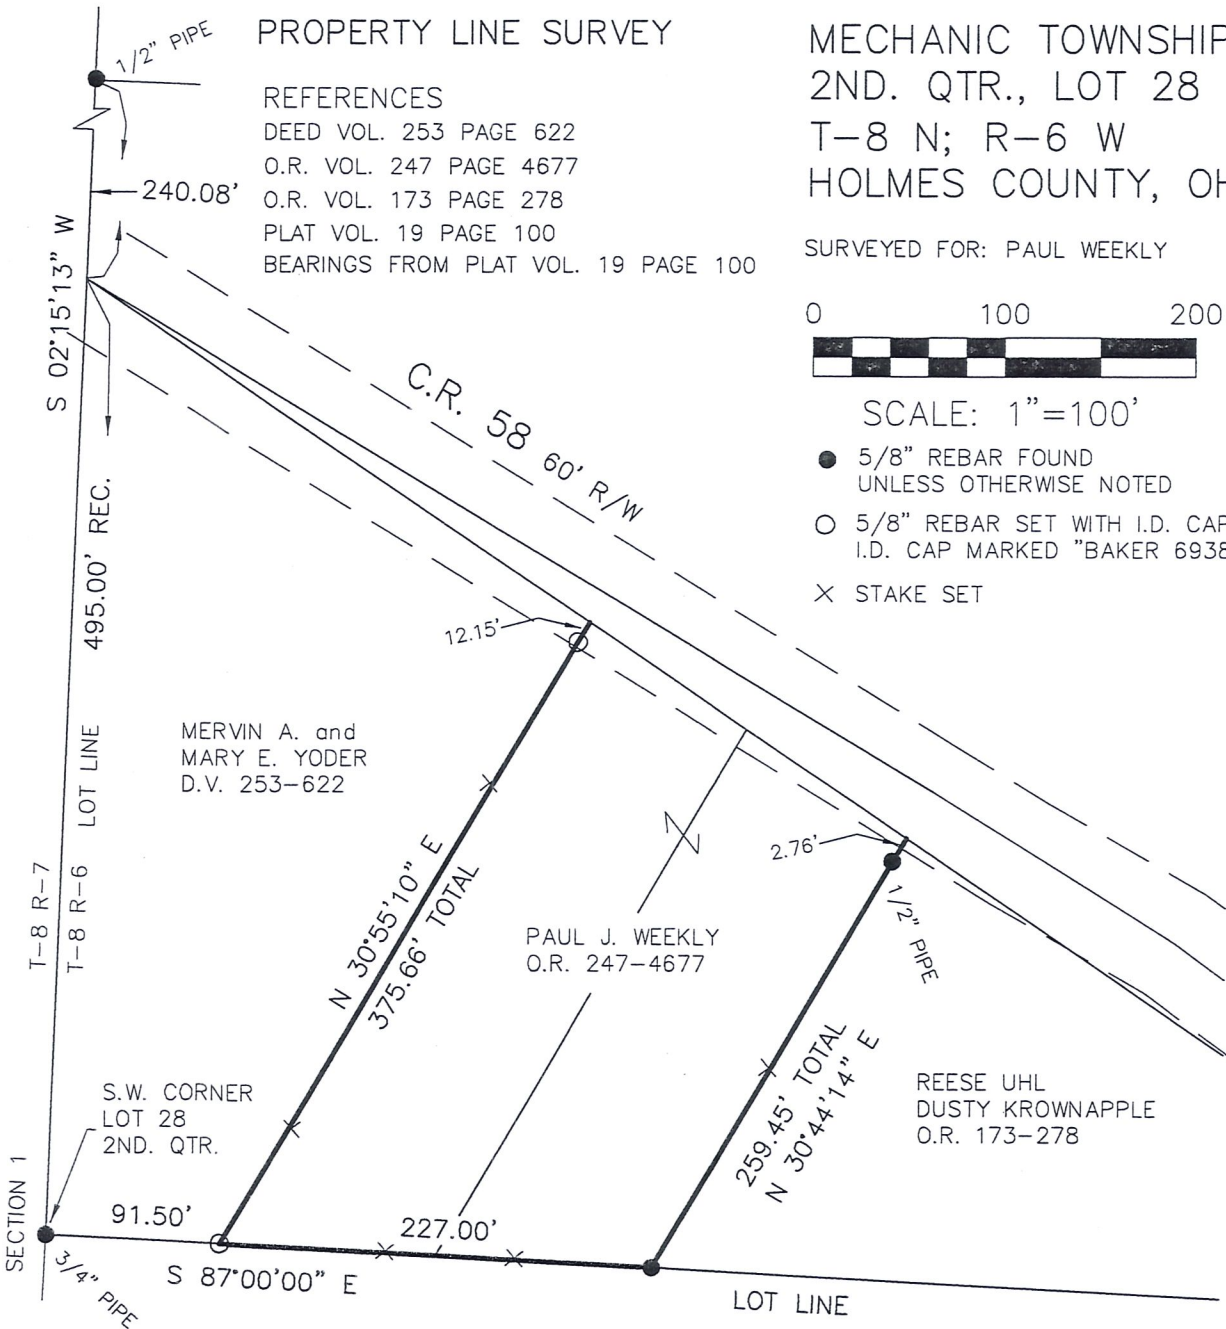 PROPERTY LINE SURVEY
REFERENCES
DEED VOL. 253 PAGE 622
O.R. VOL. 247 PAGE 4677
O.R. VOL. 173 PAGE 278
PLAT VOL. 19 PAGE 100
BEARINGS FROM PLAT VOL. 19 PAGE 100
MECHANIC TOWNSHIP
2ND. QTR., LOT 28
T-8 N; R-6 W
HOLMES COUNTY, OH
SURVEYED FOR: PAUL WEEKLY
0 100 200
SCALE: 1"=100'
5/8" REBAR FOUND
UNLESS OTHERWISE NOTED
5/8" REBAR SET WITH I.D. CAP
I.D. CAP MARKED "BAKER 6938
STAKE SET
1/2" PIPE
240.08'
S 02°15'13" W
495.00' REC.
LOT LINE
T-8 R-7
T-8 R-6
SECTION 1
C.R. 58 60' R/W
12.15'
2.76'
MERVIN A. and
MARY E. YODER
D.V. 253-622
N 30°55'10" E
375.66' TOTAL
PAUL J. WEEKLY
O.R. 247-4677
1/2" PIPE
259.45' TOTAL
N 30°44'14" E
REESE UHL
DUSTY KROWNAPPLE
O.R. 173-278
S.W. CORNER
LOT 28
2ND. QTR.
91.50'
227.00'
S 87°00'00" E
3/4" PIPE
LOT LINE